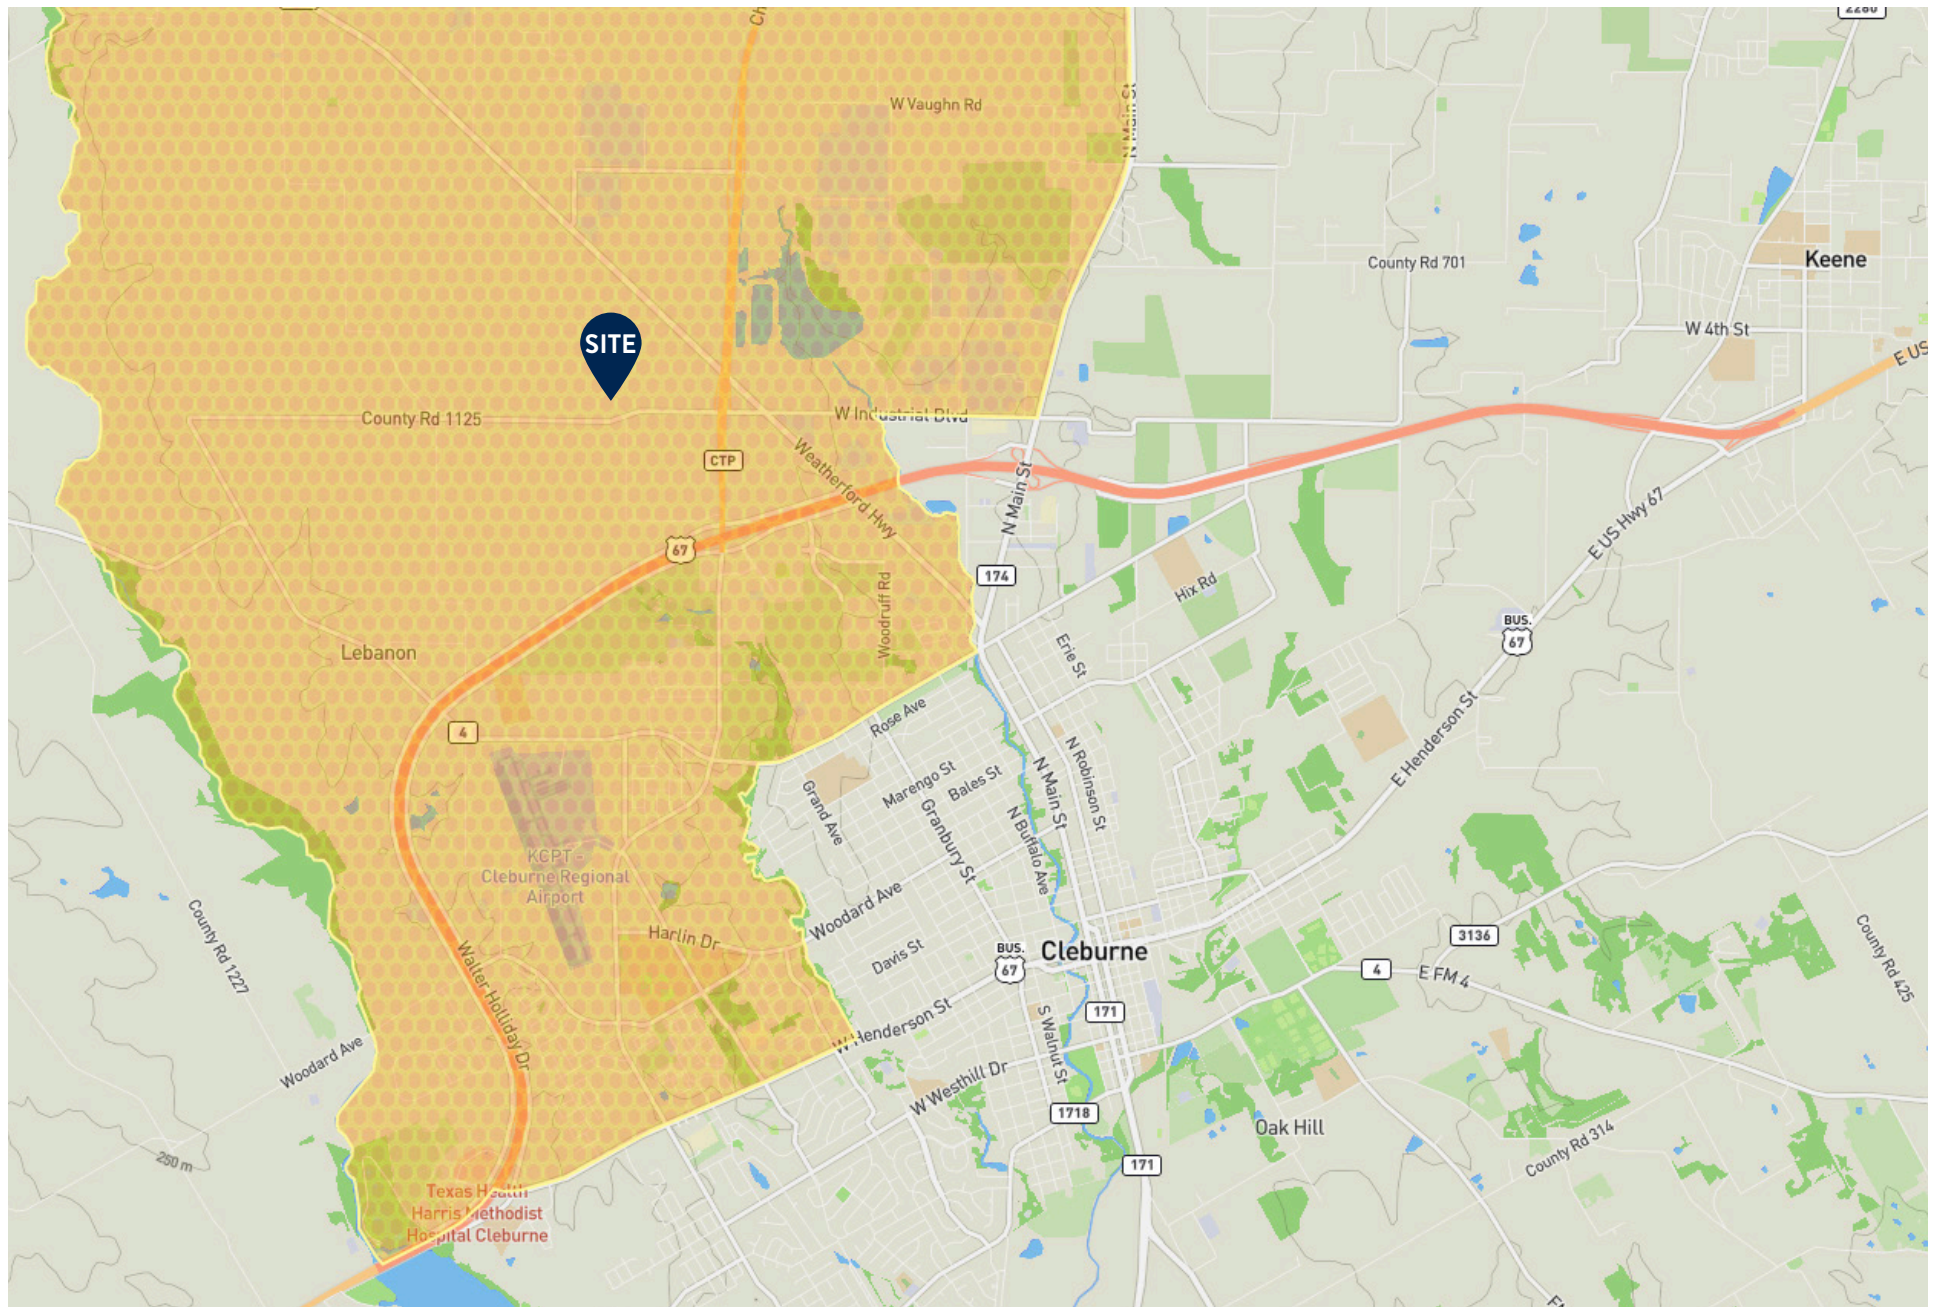 2280
W Vaughn Rd
N Main St
County Rd 701
Keene
SITE
W 4th St
E US
County Rd 1125
W Industrial Blvd
CTP
Weatherford Hwy
N Main St
67
E US Hwy 67
174
Hix Rd
Woodruff Rd
BUS.
67
Erie St
Lebanon
Rose Ave
4
E Henderson St
N Main St
N Robinson St
Marengo St
Bales St
Grand Ave
Granbury St
N Buffalo Ave
KCPT -
Cleburne Regional
Airport
Woodard Ave
County Rd 1227
Harlin Dr
Davis St
BUS.
67
Cleburne
3136
4
E FM 4
County Rd 425
Walter Holliday Dr
171
W Henderson St
S Walnut St
Woodard Ave
W Westhill Dr
1718
Oak Hill
County Rd 314
250 m
171
Texas Health
Harris Methodist
Hospital Cleburne